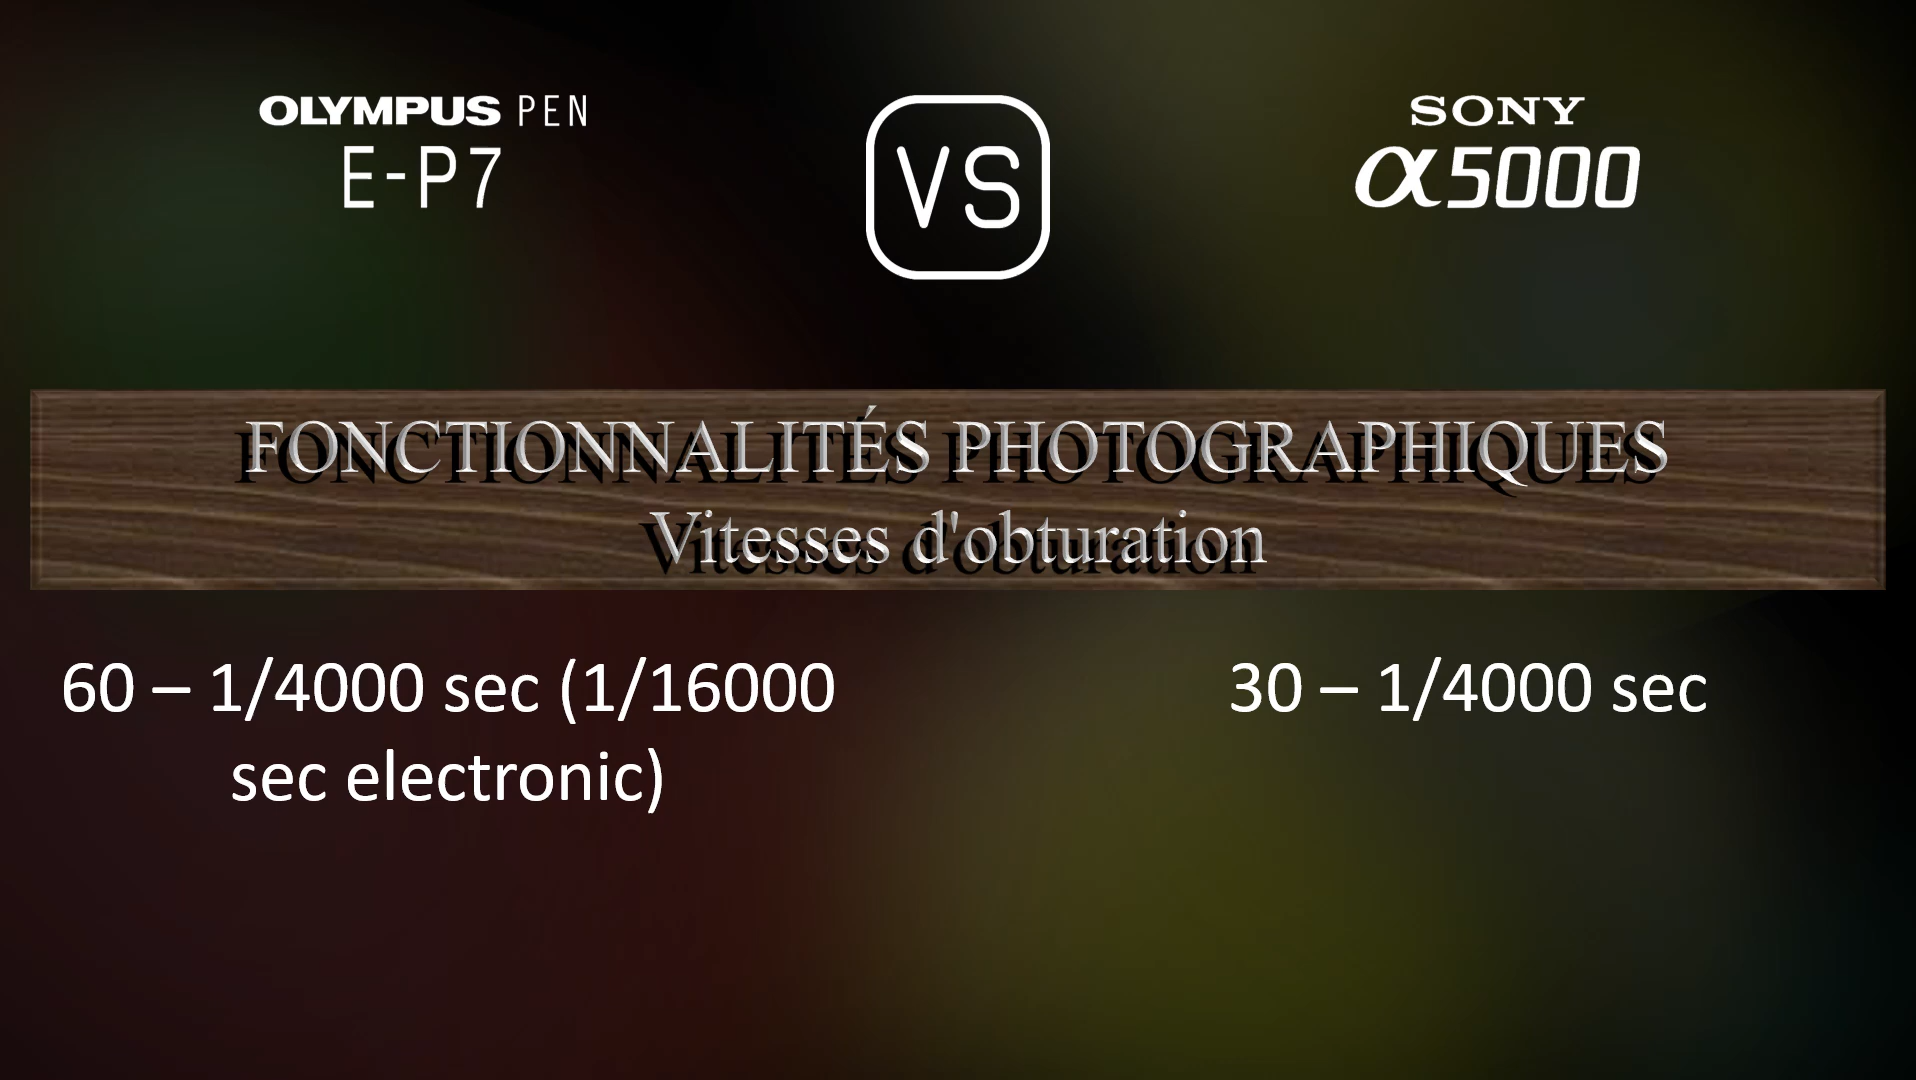 OLYMPUS PEN
E-P7
VS
SONY
α5000
FONCTIONNALITÉS PHOTOGRAPHIQUES
Vitesses d'obturation
60 – 1/4000 sec (1/16000
sec electronic)
30 – 1/4000 sec